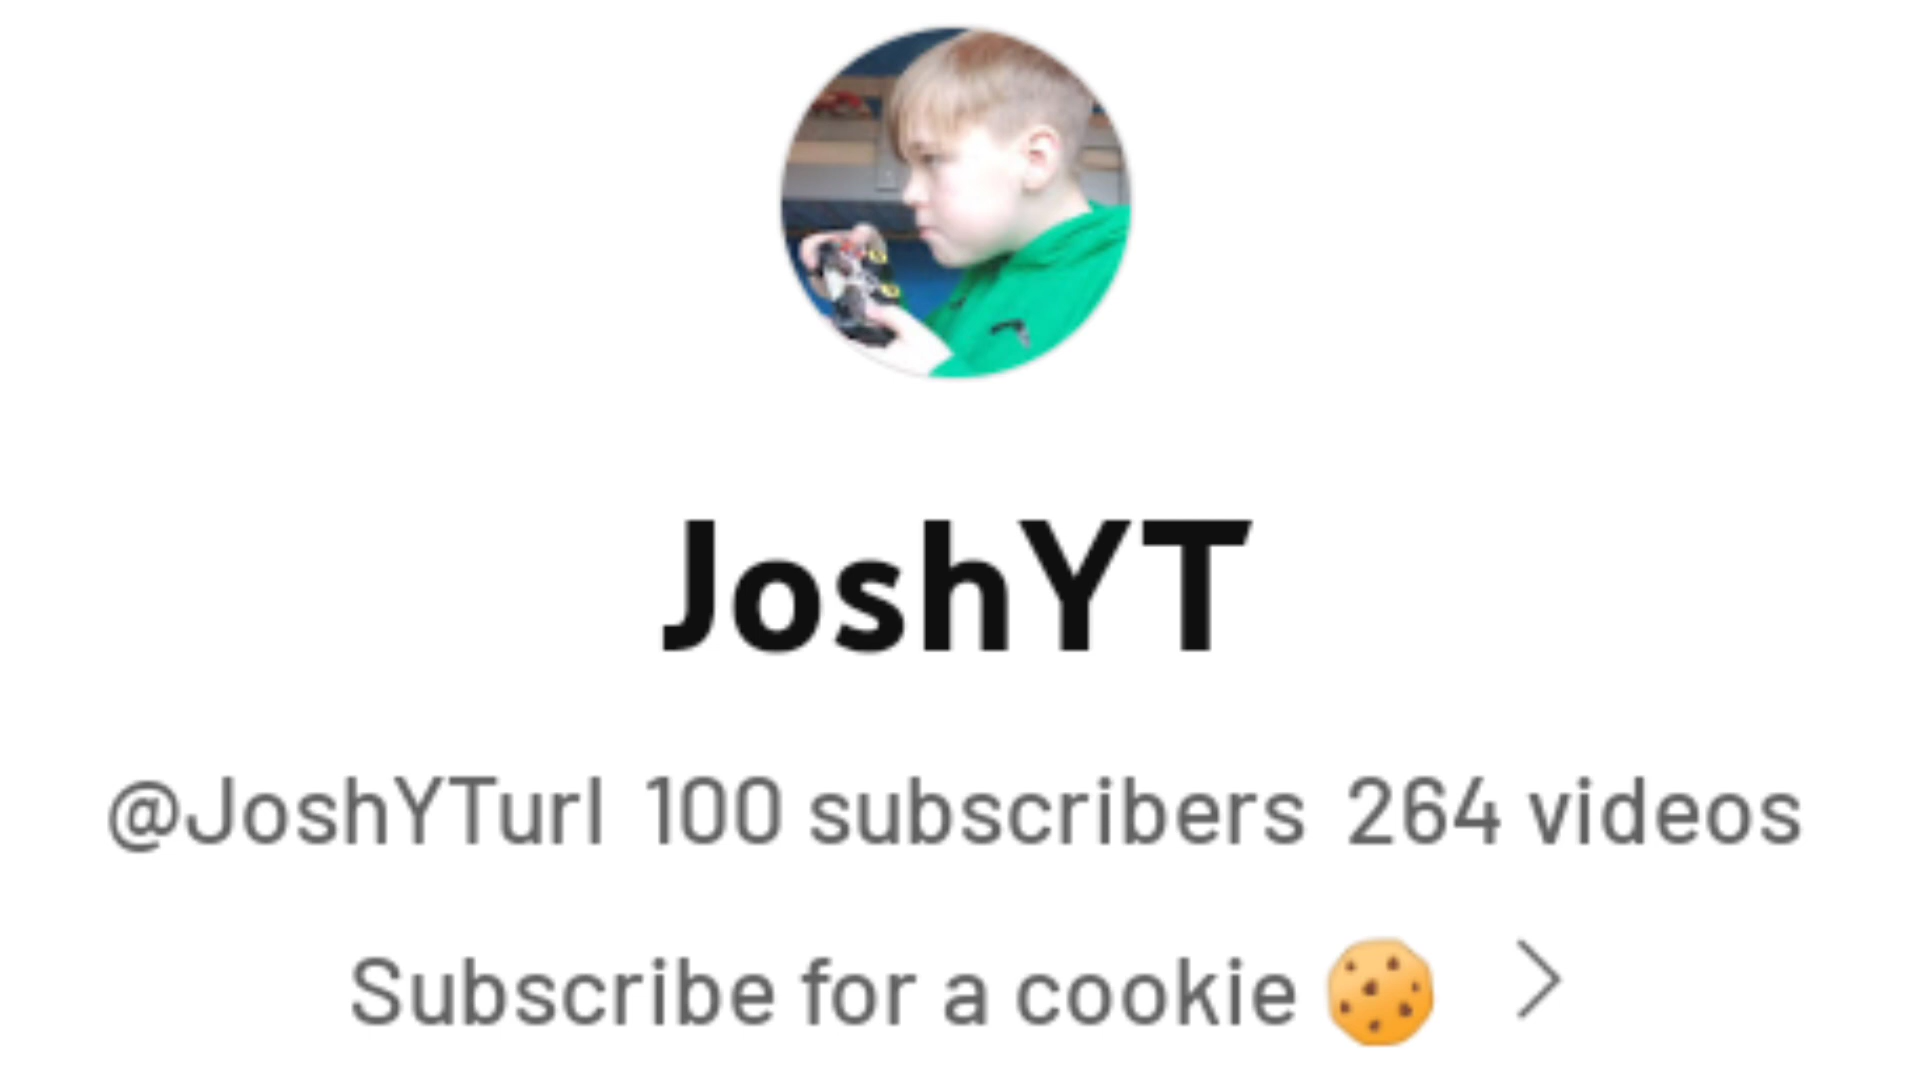 JoshYT
@JoshYTurl 100 subscribers 264 videos
Subscribe for a cookie 🍪 >